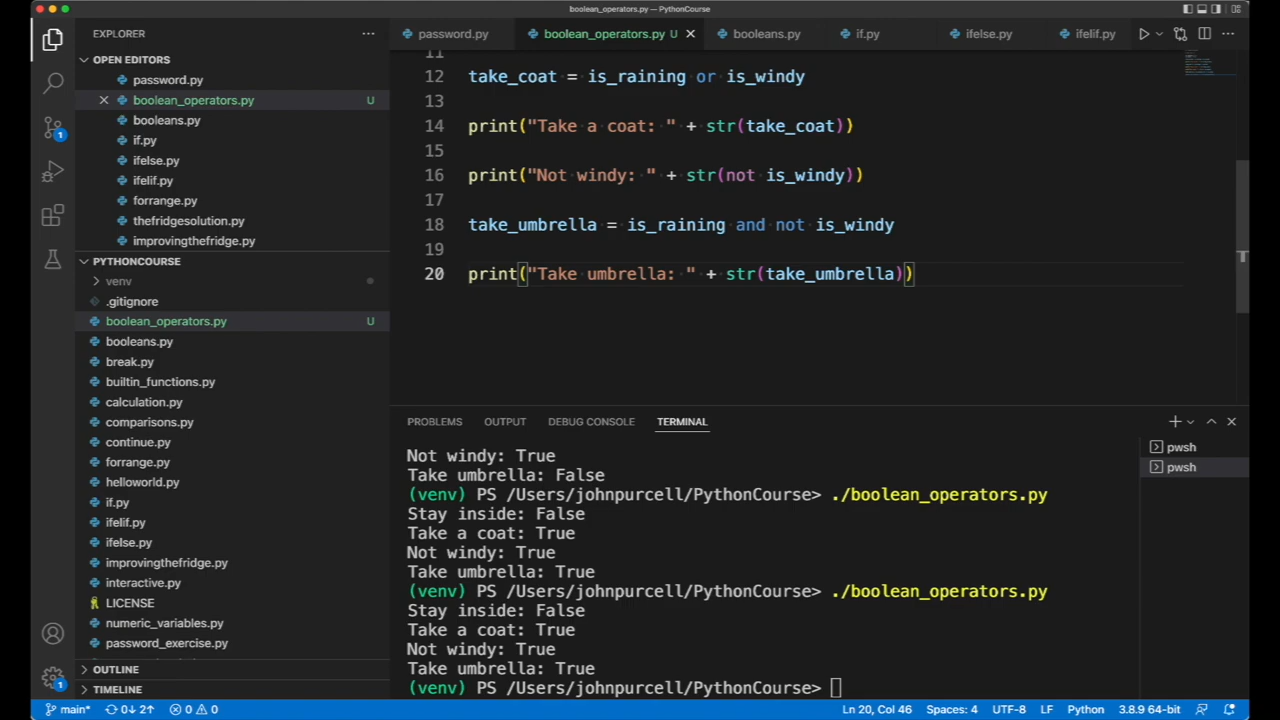 boolean_operators.py — PythonCourse
EXPLORER
OPEN EDITORS
password.py
boolean_operators.py U
booleans.py
if.py
ifelse.py
ifelif.py
forrange.py
thefridgesolution.py
improvingthefridge.py
PYTHONCOURSE
venv
.gitignore
boolean_operators.py U
booleans.py
break.py
builtin_functions.py
calculation.py
comparisons.py
continue.py
forrange.py
helloworld.py
if.py
ifelif.py
ifelse.py
improvingthefridge.py
interactive.py
LICENSE
numeric_variables.py
password_exercise.py
OUTLINE
TIMELINE
password.py boolean_operators.py U booleans.py if.py ifelse.py ifelif.py
11
12 take_coat = is_raining or is_windy
13
14 print("Take a coat: " + str(take_coat))
15
16 print("Not windy: " + str(not is_windy))
17
18 take_umbrella = is_raining and not is_windy
19
20 print("Take umbrella: " + str(take_umbrella))
PROBLEMS OUTPUT DEBUG CONSOLE TERMINAL
Not windy: True
Take umbrella: False
(venv) PS /Users/johnpurcell/PythonCourse> ./boolean_operators.py
Stay inside: False
Take a coat: True
Not windy: True
Take umbrella: True
(venv) PS /Users/johnpurcell/PythonCourse> ./boolean_operators.py
Stay inside: False
Take a coat: True
Not windy: True
Take umbrella: True
(venv) PS /Users/johnpurcell/PythonCourse>
pwsh
pwsh
1
1
main* 0↓ 2↑ 0 0 Ln 20, Col 46 Spaces: 4 UTF-8 LF Python 3.8.9 64-bit